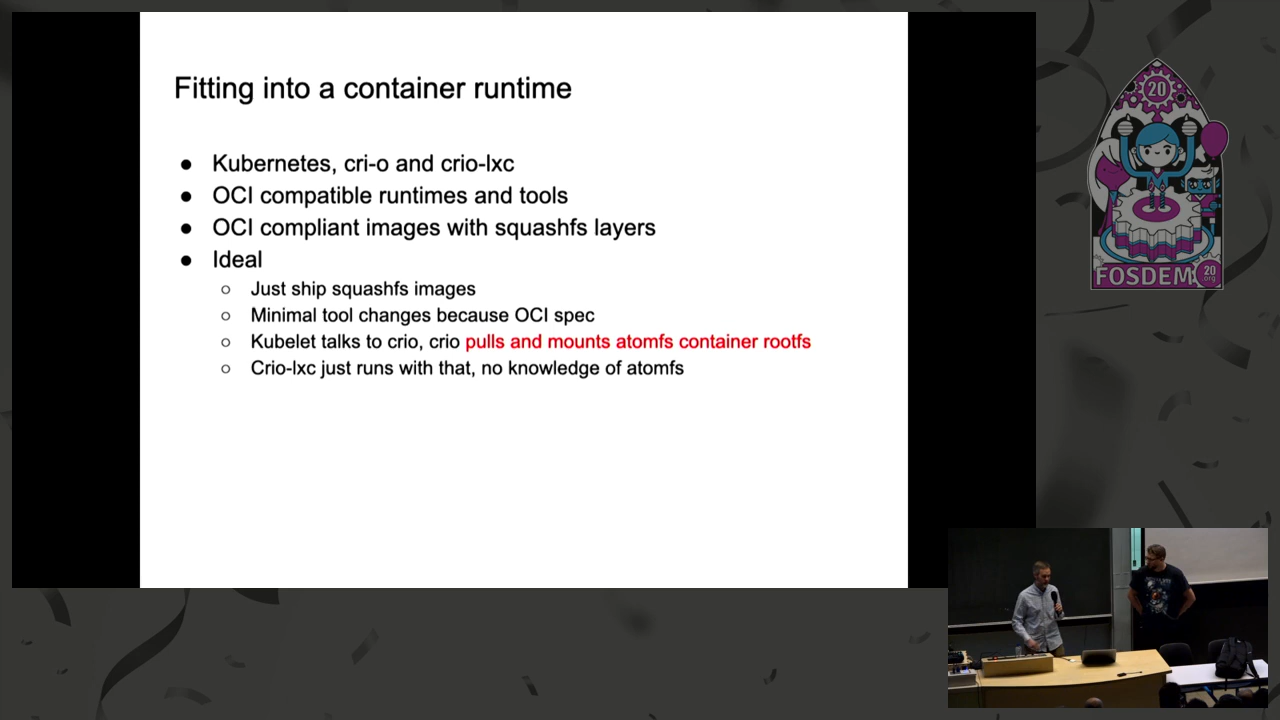 Fitting into a container runtime
● Kubernetes, cri-o and crio-lxc
● OCI compatible runtimes and tools
● OCI compliant images with squashfs layers
● Ideal
○ Just ship squashfs images
○ Minimal tool changes because OCI spec
○ Kubelet talks to crio, crio pulls and mounts atomfs container rootfs
○ Crio-lxc just runs with that, no knowledge of atomfs
20
FOSDEM 20
.org